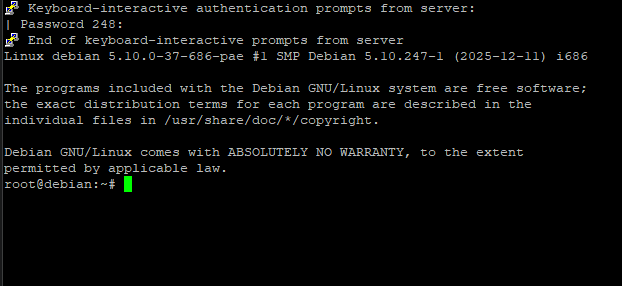 Keyboard-interactive authentication prompts from server:
| Password 248:
End of keyboard-interactive prompts from server
Linux debian 5.10.0-37-686-pae #1 SMP Debian 5.10.247-1 (2025-12-11) i686
The programs included with the Debian GNU/Linux system are free software;
the exact distribution terms for each program are described in the
individual files in /usr/share/doc/*/copyright.
Debian GNU/Linux comes with ABSOLUTELY NO WARRANTY, to the extent
permitted by applicable law.
root@debian:~#